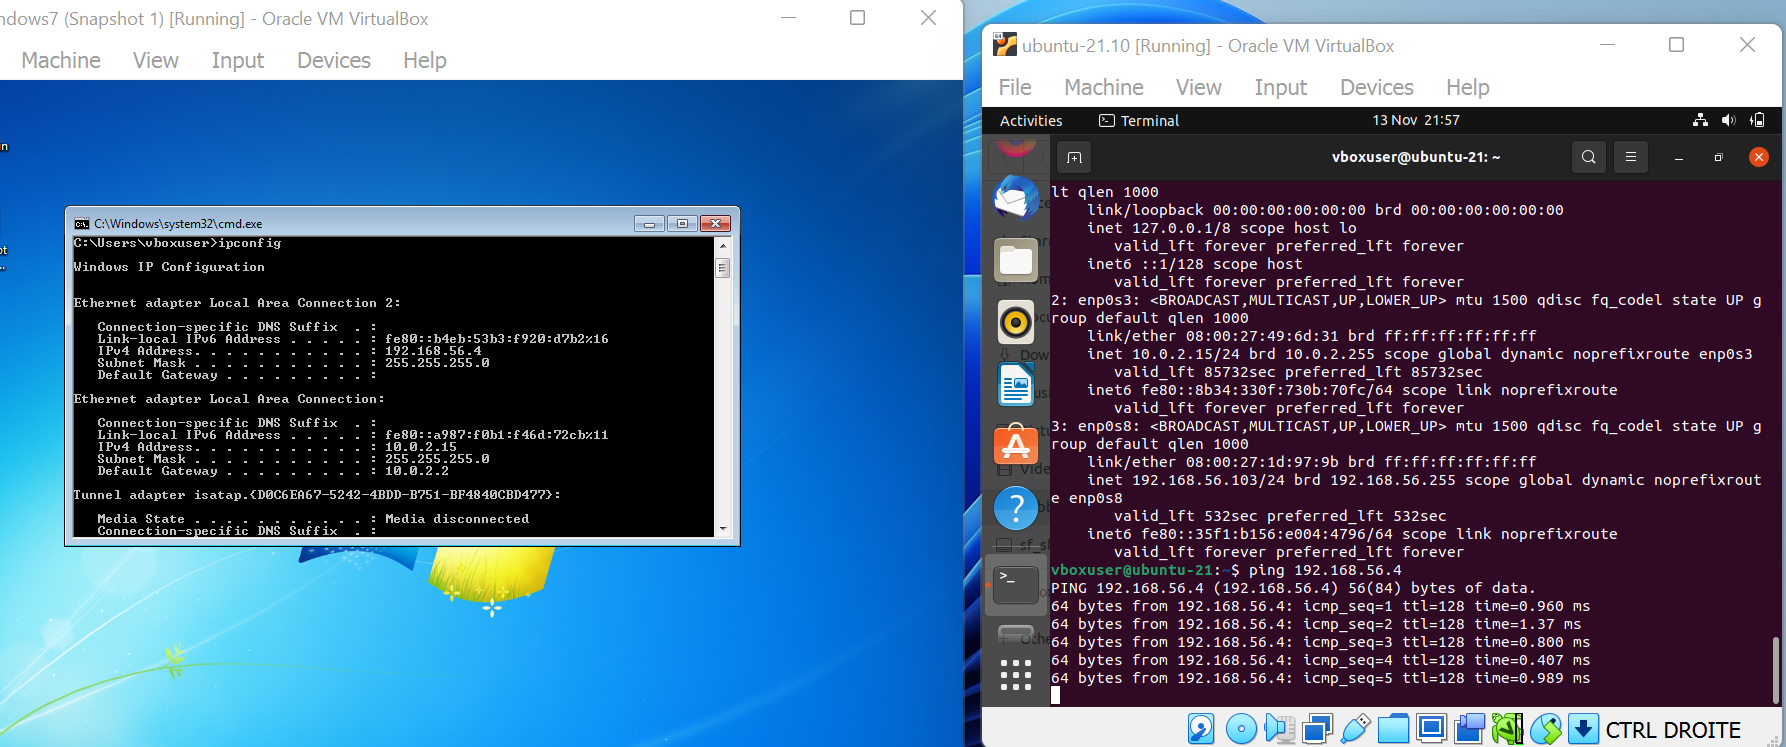 ndows7 (Snapshot 1) [Running] - Oracle VM VirtualBox
Machine View Input Devices Help
in
ot
...
C:\Windows\system32\cmd.exe
C:\Users\vboxuser>ipconfig
Windows IP Configuration
Ethernet adapter Local Area Connection 2:
Connection-specific DNS Suffix  . :
Link-local IPv6 Address . . . . . : fe80::b4eb:53b3:f920:d7b2%16
IPv4 Address. . . . . . . . . . . : 192.168.56.4
Subnet Mask . . . . . . . . . . . : 255.255.255.0
Default Gateway . . . . . . . . . :
Ethernet adapter Local Area Connection:
Connection-specific DNS Suffix  . :
Link-local IPv6 Address . . . . . : fe80::a987:f0b1:f46d:72cb%11
IPv4 Address. . . . . . . . . . . : 10.0.2.15
Subnet Mask . . . . . . . . . . . : 255.255.255.0
Default Gateway . . . . . . . . . : 10.0.2.2
Tunnel adapter isatap.{D0C6EA67-5242-4BDD-B751-BF4840CBD477}:
Media State . . . . . . . . . . . : Media disconnected
Connection-specific DNS Suffix  . :
ubuntu-21.10 [Running] - Oracle VM VirtualBox
File Machine View Input Devices Help
Activities Terminal 13 Nov 21:57
vboxuser@ubuntu-21: ~
lt qlen 1000
link/loopback 00:00:00:00:00:00 brd 00:00:00:00:00:00
inet 127.0.0.1/8 scope host lo
valid_lft forever preferred_lft forever
inet6 ::1/128 scope host
valid_lft forever preferred_lft forever
2: enp0s3: <BROADCAST,MULTICAST,UP,LOWER_UP> mtu 1500 qdisc fq_codel state UP g
roup default qlen 1000
link/ether 08:00:27:49:6d:31 brd ff:ff:ff:ff:ff:ff
inet 10.0.2.15/24 brd 10.0.2.255 scope global dynamic noprefixroute enp0s3
valid_lft 85732sec preferred_lft 85732sec
inet6 fe80::8b34:330f:730b:70fc/64 scope link noprefixroute
valid_lft forever preferred_lft forever
3: enp0s8: <BROADCAST,MULTICAST,UP,LOWER_UP> mtu 1500 qdisc fq_codel state UP g
roup default qlen 1000
link/ether 08:00:27:1d:97:9b brd ff:ff:ff:ff:ff:ff
inet 192.168.56.103/24 brd 192.168.56.255 scope global dynamic noprefixrout
e enp0s8
valid_lft 532sec preferred_lft 532sec
inet6 fe80::35f1:b156:e004:4796/64 scope link noprefixroute
valid_lft forever preferred_lft forever
vboxuser@ubuntu-21:~$ ping 192.168.56.4
PING 192.168.56.4 (192.168.56.4) 56(84) bytes of data.
64 bytes from 192.168.56.4: icmp_seq=1 ttl=128 time=0.960 ms
64 bytes from 192.168.56.4: icmp_seq=2 ttl=128 time=1.37 ms
64 bytes from 192.168.56.4: icmp_seq=3 ttl=128 time=0.800 ms
64 bytes from 192.168.56.4: icmp_seq=4 ttl=128 time=0.407 ms
64 bytes from 192.168.56.4: icmp_seq=5 ttl=128 time=0.989 ms
CTRL DROITE